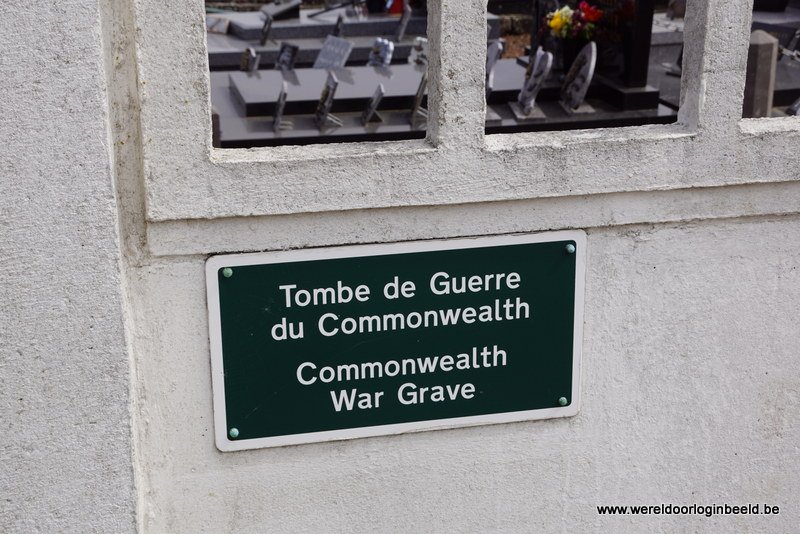 Tombe de Guerre
du Commonwealth
Commonwealth
War Grave
www.wereldoorloginbeeld.be